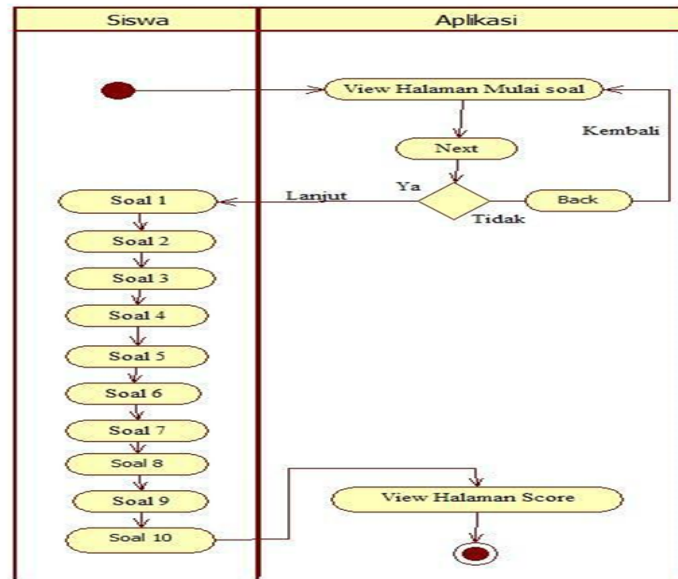 Siswa
Aplikasi
View Halaman Mulai soal
Kembali
Next
Ya
Lanjut
Back
Tidak
Soal 1
Soal 2
Soal 3
Soal 4
Soal 5
Soal 6
Soal 7
Soal 8
Soal 9
View Halaman Score
Soal 10